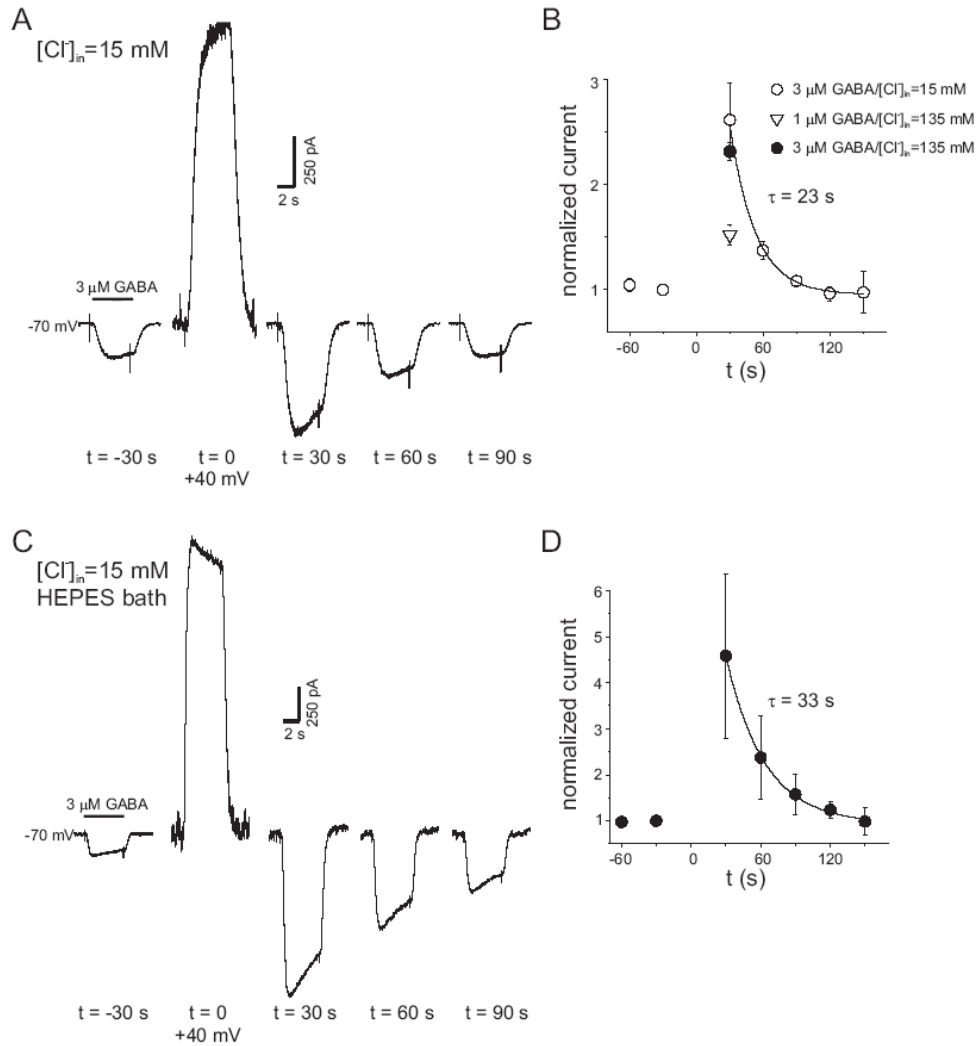 A
[Cl-]in=15 mM
250 pA
2 s
3 μM GABA
-70 mV
t = -30 s
t = 0
+40 mV
t = 30 s
t = 60 s
t = 90 s
B
normalized current
3
2
1
3 μM GABA/[Cl-]in=15 mM
1 μM GABA/[Cl-]in=135 mM
3 μM GABA/[Cl-]in=135 mM
τ = 23 s
-60
0
60
120
t (s)
C
[Cl-]in=15 mM
HEPES bath
250 pA
2 s
3 μM GABA
-70 mV
t = -30 s
t = 0
+40 mV
t = 30 s
t = 60 s
t = 90 s
D
normalized current
6
5
4
3
2
1
τ = 33 s
-60
0
60
120
t (s)